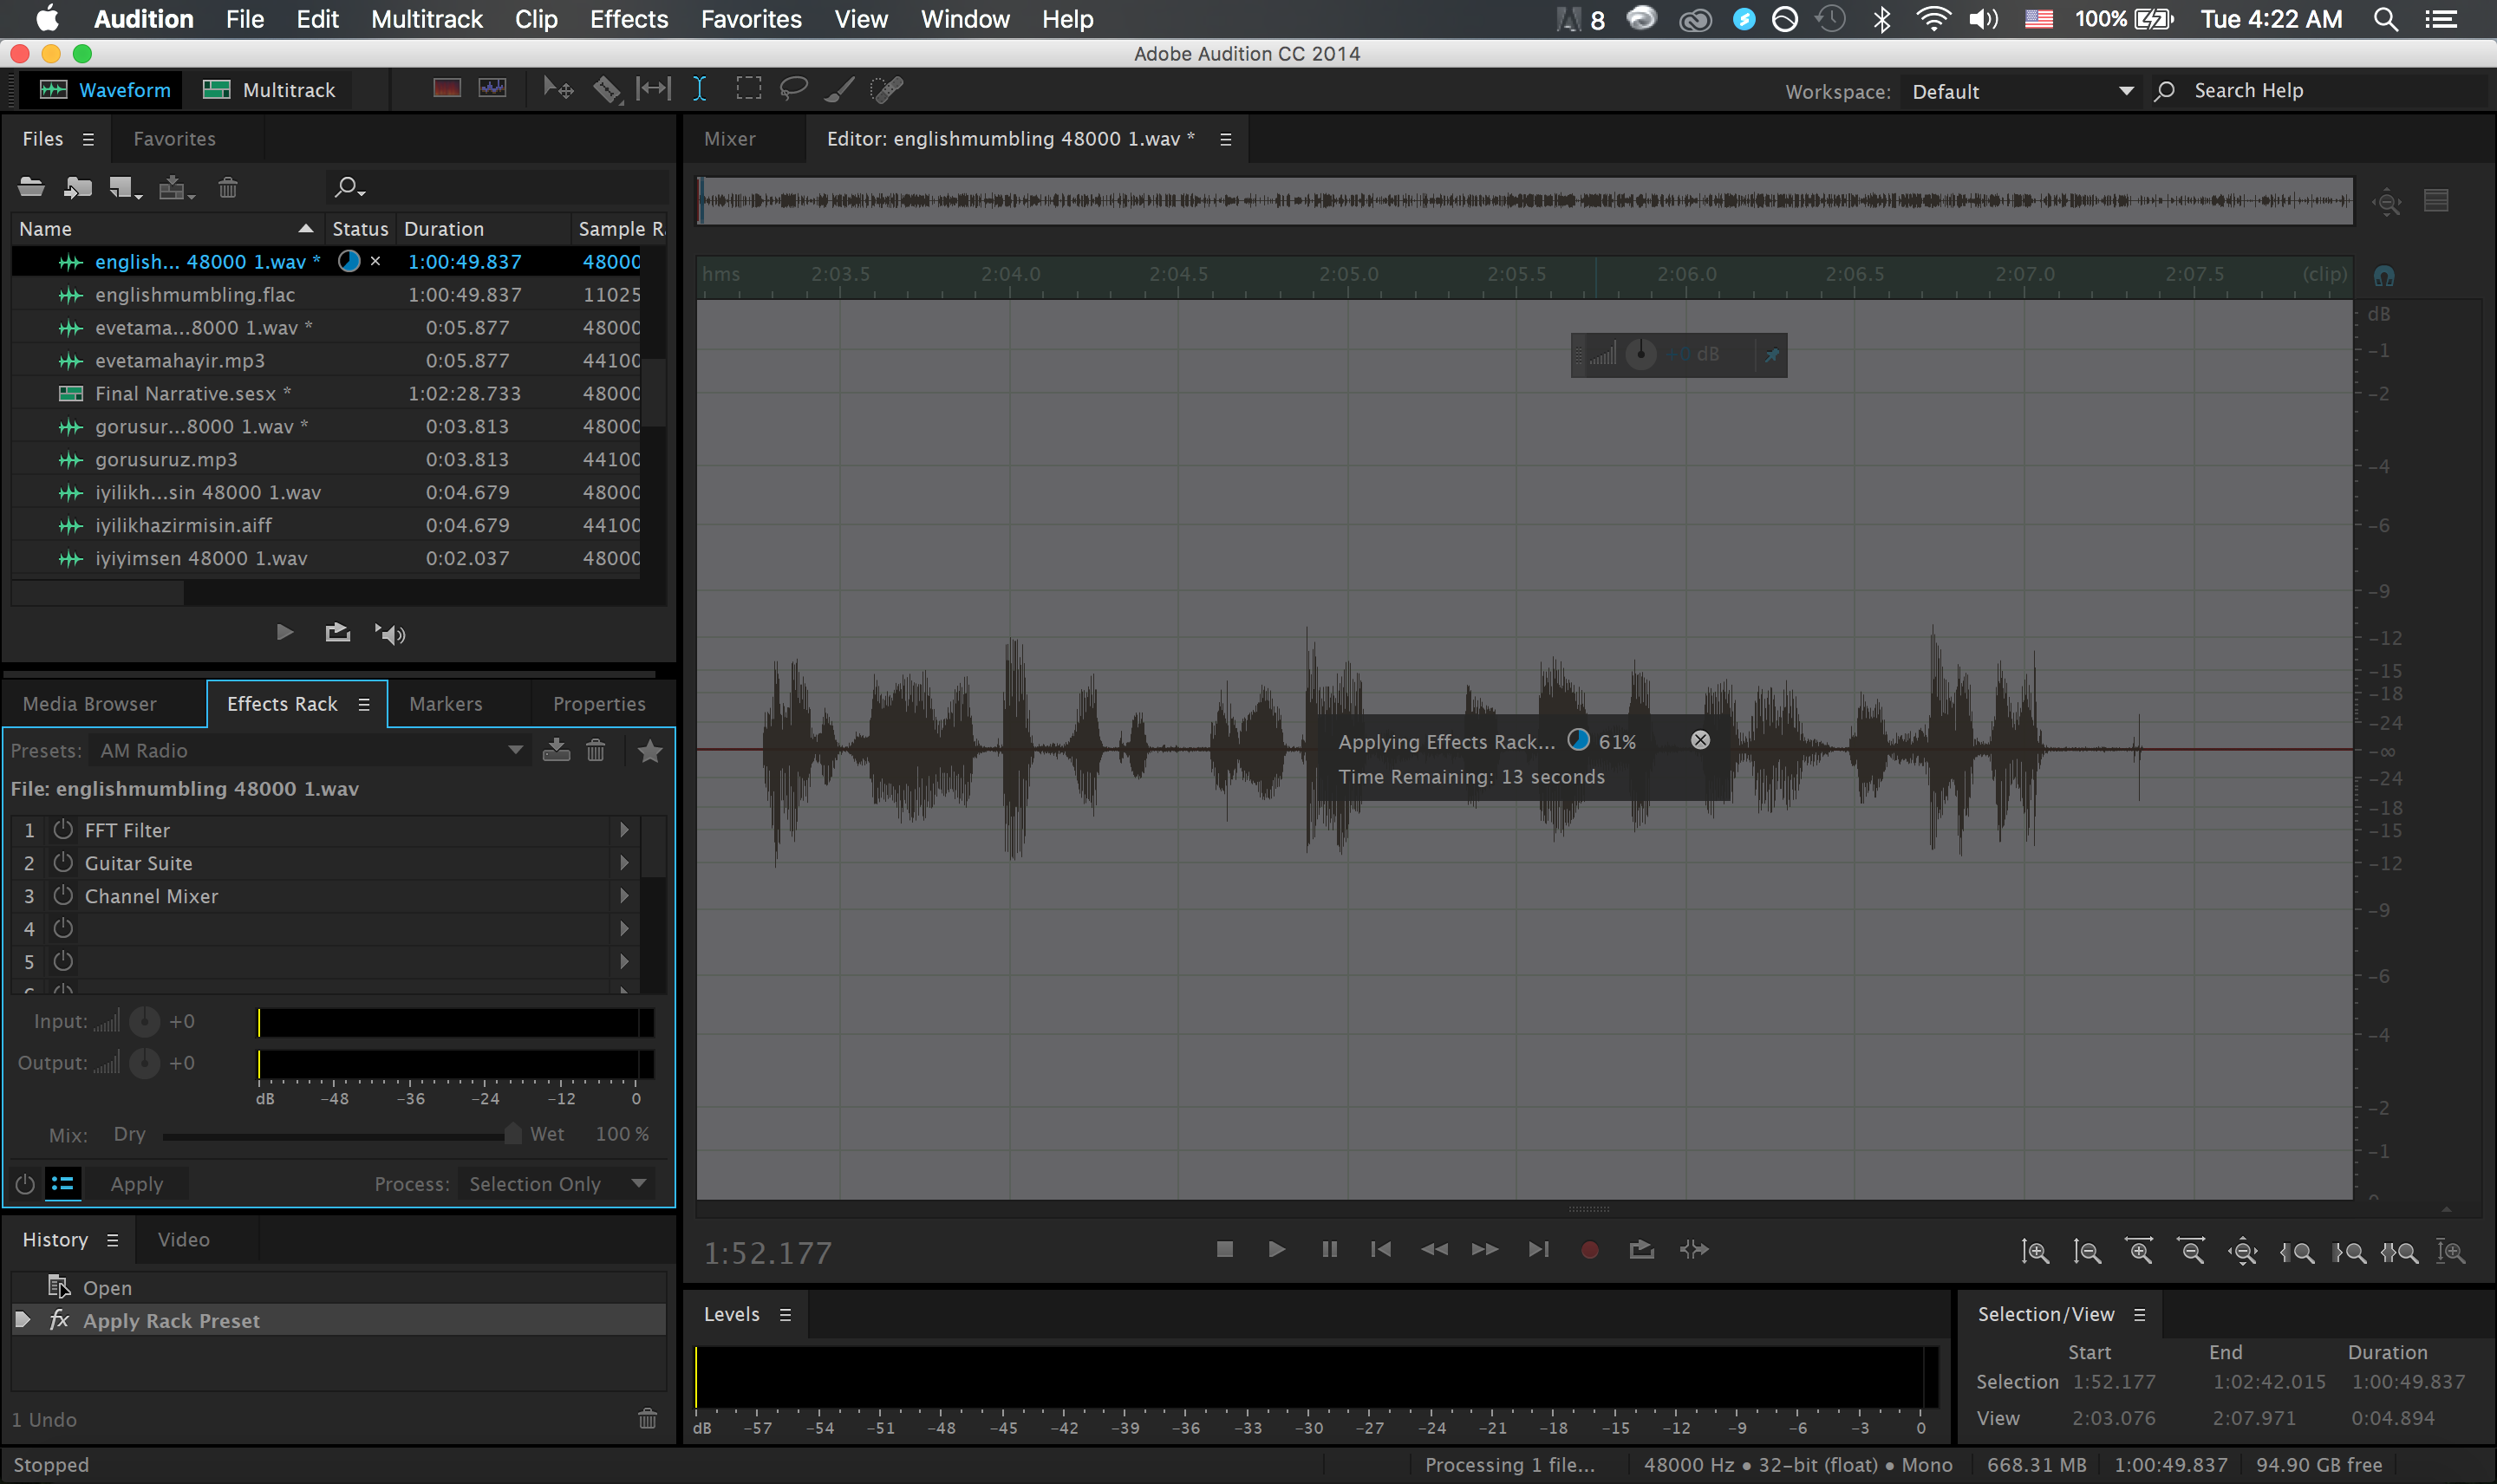 Audition File Edit Multitrack Clip Effects Favorites View Window Help 8 100% Tue 4:22 AM
Adobe Audition CC 2014
Waveform Multitrack Workspace: Default Search Help
Files Favorites
Name Status Duration Sample R
english... 48000 1.wav * × 1:00:49.837 48000
englishmumbling.flac 1:00:49.837 11025
evetama...8000 1.wav * 0:05.877 48000
evetamahayir.mp3 0:05.877 44100
Final Narrative.sesx * 1:02:28.733 48000
gorusur...8000 1.wav * 0:03.813 48000
gorusuruz.mp3 0:03.813 44100
iyilikh...sin 48000 1.wav 0:04.679 48000
iyilikhazirmisin.aiff 0:04.679 44100
iyiyimsen 48000 1.wav 0:02.037 48000
Media Browser Effects Rack Markers Properties
Presets: AM Radio
File: englishmumbling 48000 1.wav
1 FFT Filter
2 Guitar Suite
3 Channel Mixer
4
5
Input: +0
Output: +0
dB -48 -36 -24 -12 0
Mix: Dry Wet 100 %
Apply Process: Selection Only
History Video
Open
fx Apply Rack Preset
1 Undo
Stopped
Mixer Editor: englishmumbling 48000 1.wav *
hms 2:03.5 2:04.0 2:04.5 2:05.0 2:05.5 2:06.0 2:06.5 2:07.0 2:07.5 (clip)
+0 dB
Applying Effects Rack... 61%
Time Remaining: 13 seconds
dB
-1
-2
-4
-6
-9
-12
-15
-18
-24
-∞
-24
-18
-15
-12
-9
-6
-4
-2
-1
1:52.177
Levels
dB -57 -54 -51 -48 -45 -42 -39 -36 -33 -30 -27 -24 -21 -18 -15 -12 -9 -6 -3 0
Selection/View
Start End Duration
Selection 1:52.177 1:02:42.015 1:00:49.837
View 2:03.076 2:07.971 0:04.894
Processing 1 file... 48000 Hz • 32-bit (float) • Mono 668.31 MB 1:00:49.837 94.90 GB free